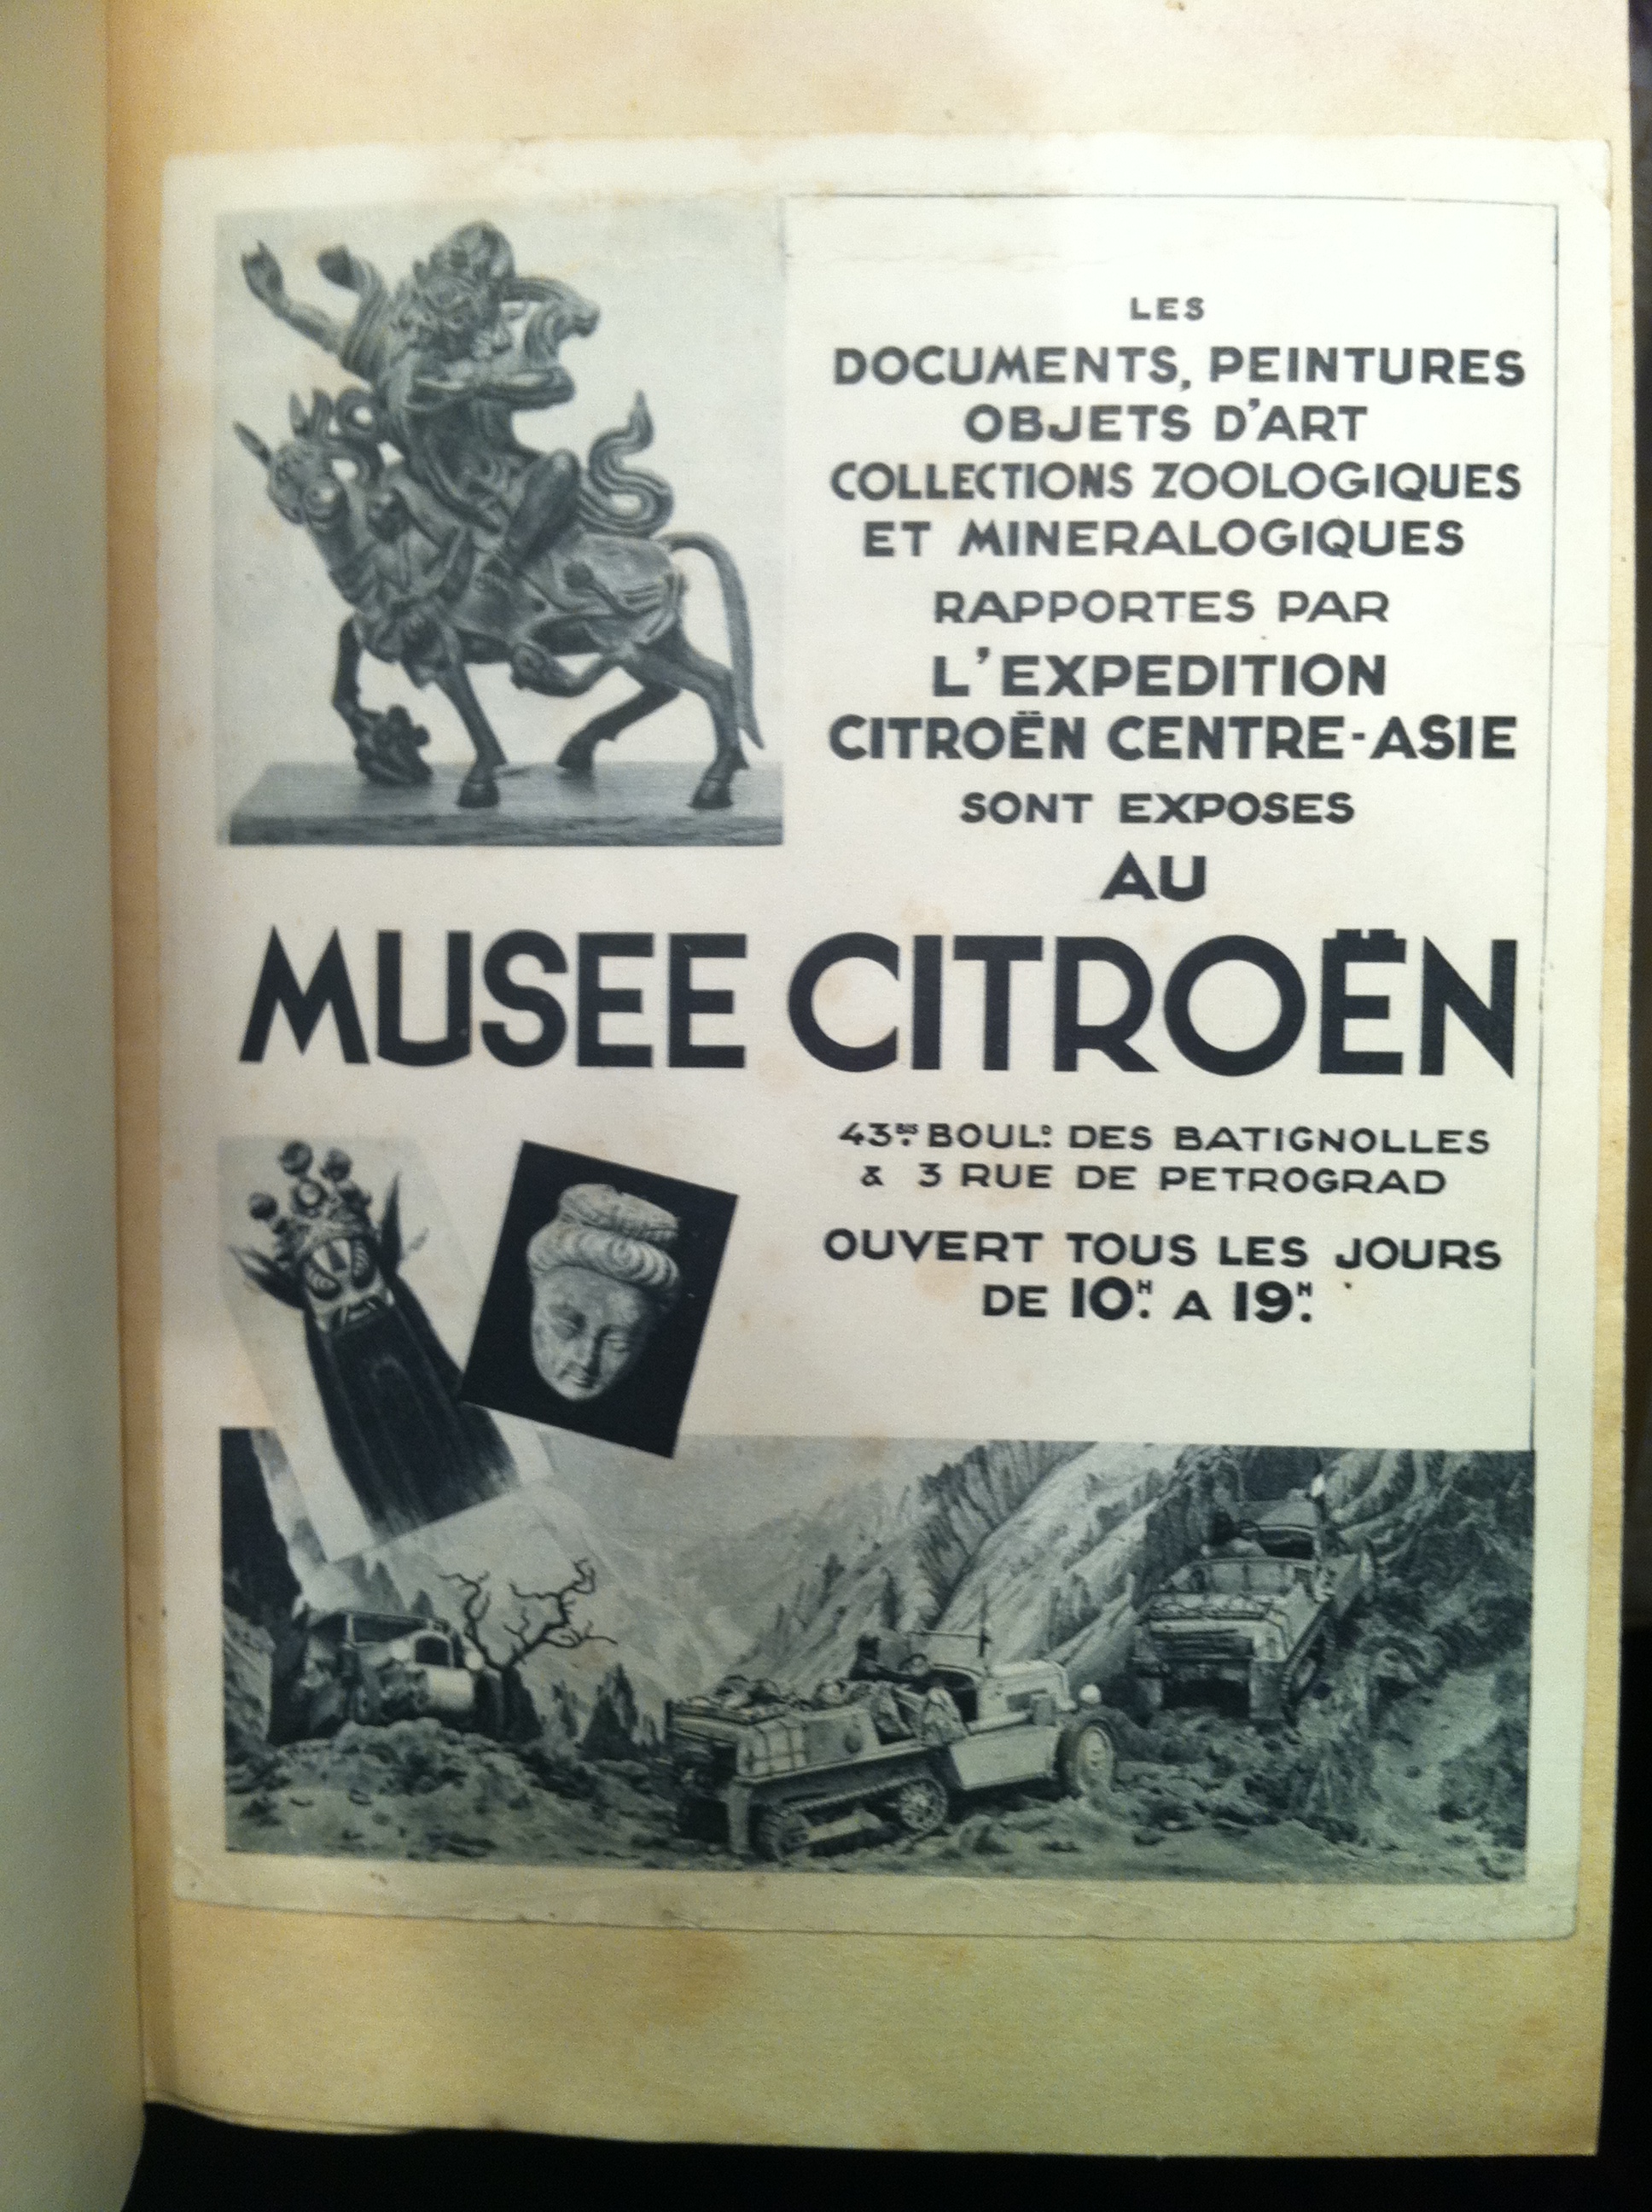 LES
DOCUMENTS, PEINTURES
OBJETS D'ART
COLLECTIONS ZOOLOGIQUES
ET MINERALOGIQUES
RAPPORTES PAR
L'EXPEDITION
CITROËN CENTRE-ASIE
SONT EXPOSES
AU
MUSEE CITROËN
43BIS. BOUL. DES BATIGNOLLES
& 3 RUE DE PETROGRAD
OUVERT TOUS LES JOURS
DE 10H. A 19H.